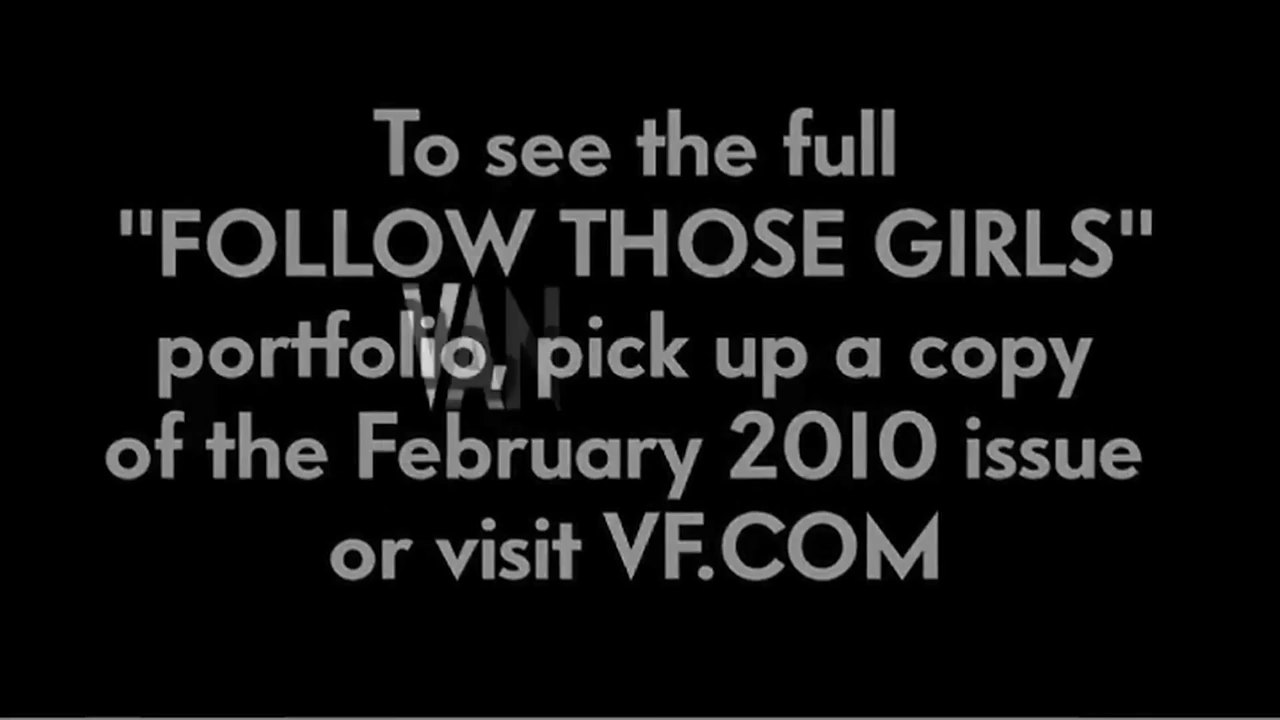 To see the full
"FOLLOW THOSE GIRLS"
portfolio, pick up a copy
of the February 2010 issue
or visit VF.COM
VAN